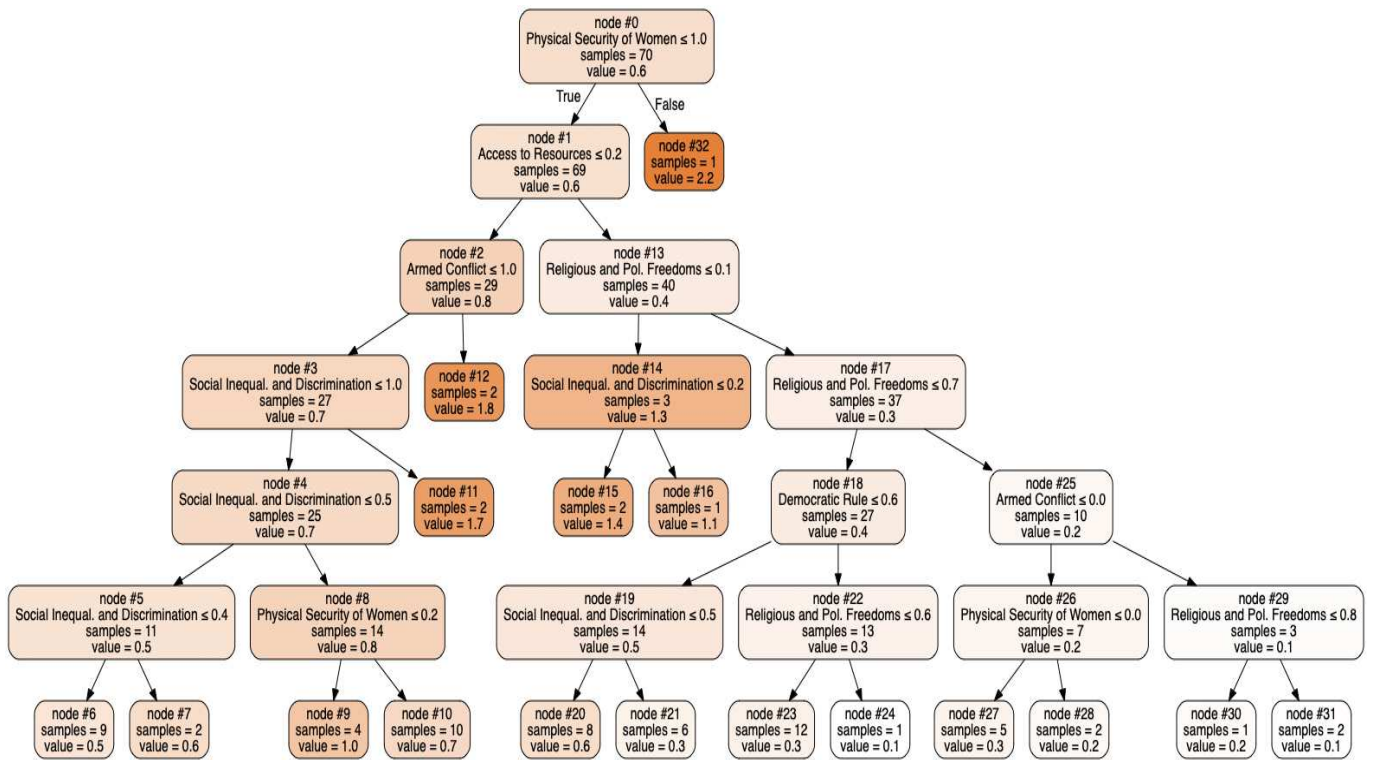 node #0
Physical Security of Women ≤ 1.0
samples = 70
value = 0.6
True
False
node #1
Access to Resources ≤ 0.2
samples = 69
value = 0.6
node #32
samples = 1
value = 2.2
node #2
Armed Conflict ≤ 1.0
samples = 29
value = 0.8
node #13
Religious and Pol. Freedoms ≤ 0.1
samples = 40
value = 0.4
node #3
Social Inequal. and Discrimination ≤ 1.0
samples = 27
value = 0.7
node #12
samples = 2
value = 1.8
node #14
Social Inequal. and Discrimination ≤ 0.2
samples = 3
value = 1.3
node #17
Religious and Pol. Freedoms ≤ 0.7
samples = 37
value = 0.3
node #4
Social Inequal. and Discrimination ≤ 0.5
samples = 25
value = 0.7
node #11
samples = 2
value = 1.7
node #15
samples = 2
value = 1.4
node #16
samples = 1
value = 1.1
node #18
Democratic Rule ≤ 0.6
samples = 27
value = 0.4
node #25
Armed Conflict ≤ 0.0
samples = 10
value = 0.2
node #5
Social Inequal. and Discrimination ≤ 0.4
samples = 11
value = 0.5
node #8
Physical Security of Women ≤ 0.2
samples = 14
value = 0.8
node #19
Social Inequal. and Discrimination ≤ 0.5
samples = 14
value = 0.5
node #22
Religious and Pol. Freedoms ≤ 0.6
samples = 13
value = 0.3
node #26
Physical Security of Women ≤ 0.0
samples = 7
value = 0.2
node #29
Religious and Pol. Freedoms ≤ 0.8
samples = 3
value = 0.1
node #6
samples = 9
value = 0.5
node #7
samples = 2
value = 0.6
node #9
samples = 4
value = 1.0
node #10
samples = 10
value = 0.7
node #20
samples = 8
value = 0.6
node #21
samples = 6
value = 0.3
node #23
samples = 12
value = 0.3
node #24
samples = 1
value = 0.1
node #27
samples = 5
value = 0.3
node #28
samples = 2
value = 0.2
node #30
samples = 1
value = 0.2
node #31
samples = 2
value = 0.1